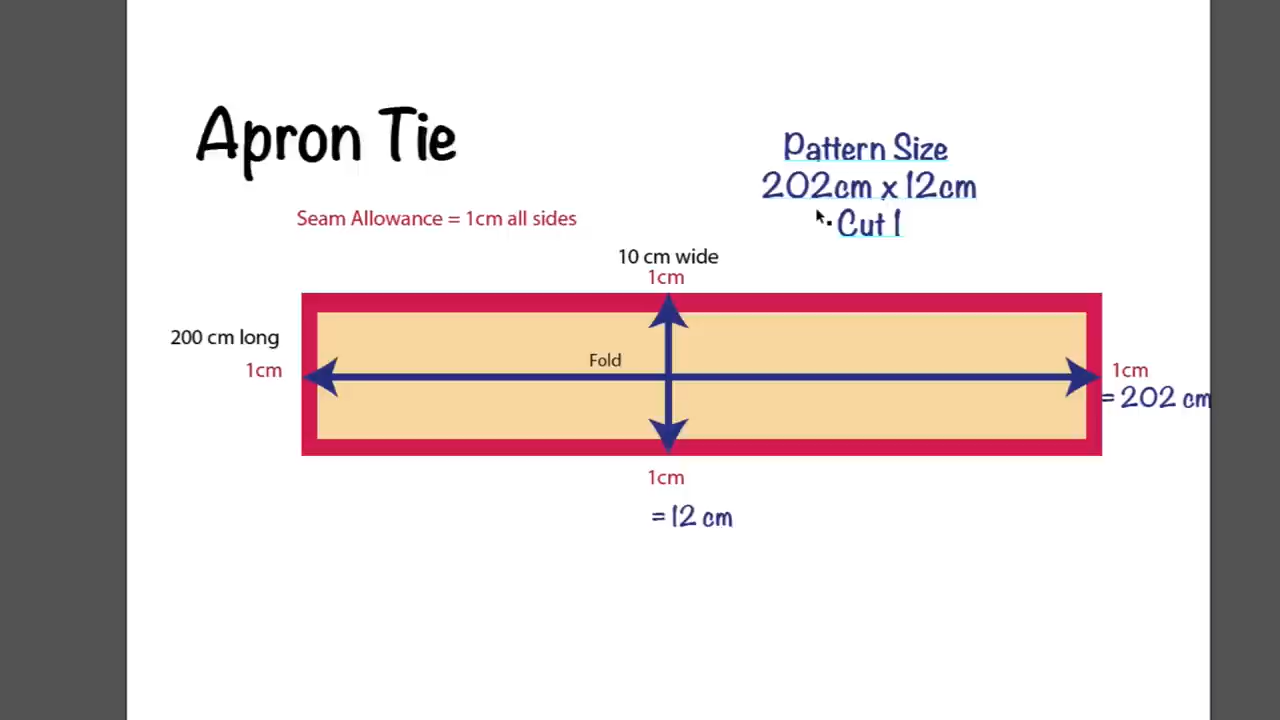 Apron Tie
Pattern Size
202cm x 12cm
Cut 1
Seam Allowance = 1cm all sides
10 cm wide
1cm
200 cm long
1cm
Fold
1cm
= 202 cm
1cm
= 12 cm